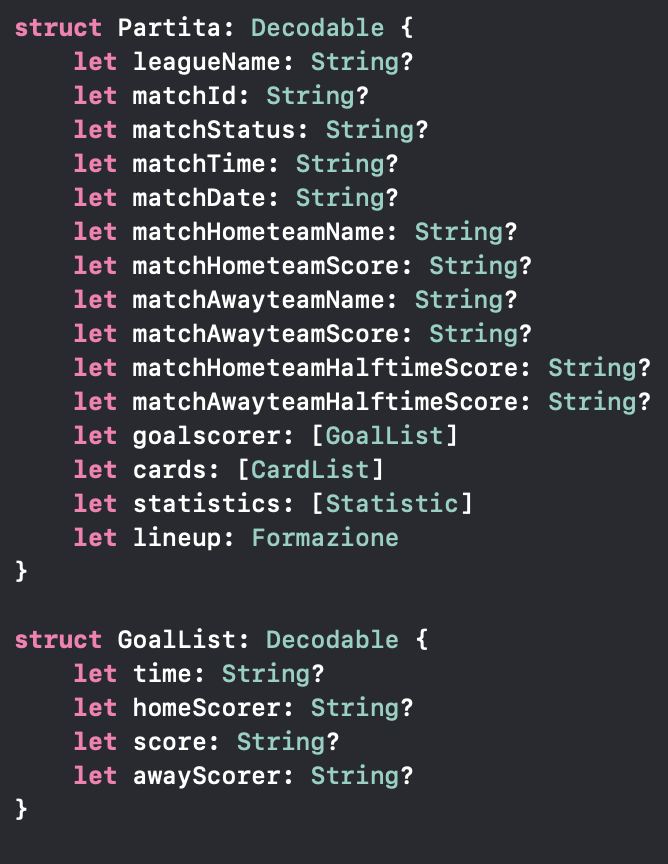 struct Partita: Decodable {
    let leagueName: String?
    let matchId: String?
    let matchStatus: String?
    let matchTime: String?
    let matchDate: String?
    let matchHometeamName: String?
    let matchHometeamScore: String?
    let matchAwayteamName: String?
    let matchAwayteamScore: String?
    let matchHometeamHalftimeScore: String?
    let matchAwayteamHalftimeScore: String?
    let goalscorer: [GoalList]
    let cards: [CardList]
    let statistics: [Statistic]
    let lineup: Formazione
}

struct GoalList: Decodable {
    let time: String?
    let homeScorer: String?
    let score: String?
    let awayScorer: String?
}